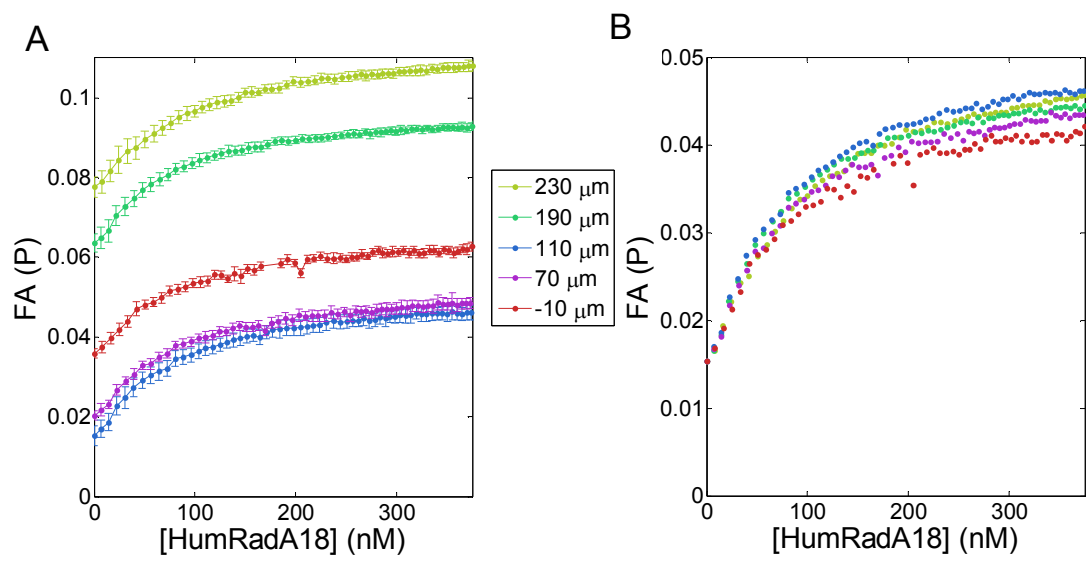 A
FA (P)
0.1
0.08
0.06
0.04
0.02
0
0 100 200 300
[HumRadA18] (nM)
230 μm
190 μm
110 μm
70 μm
-10 μm
B
FA (P)
0.05
0.04
0.03
0.02
0.01
0
0 100 200 300
[HumRadA18] (nM)